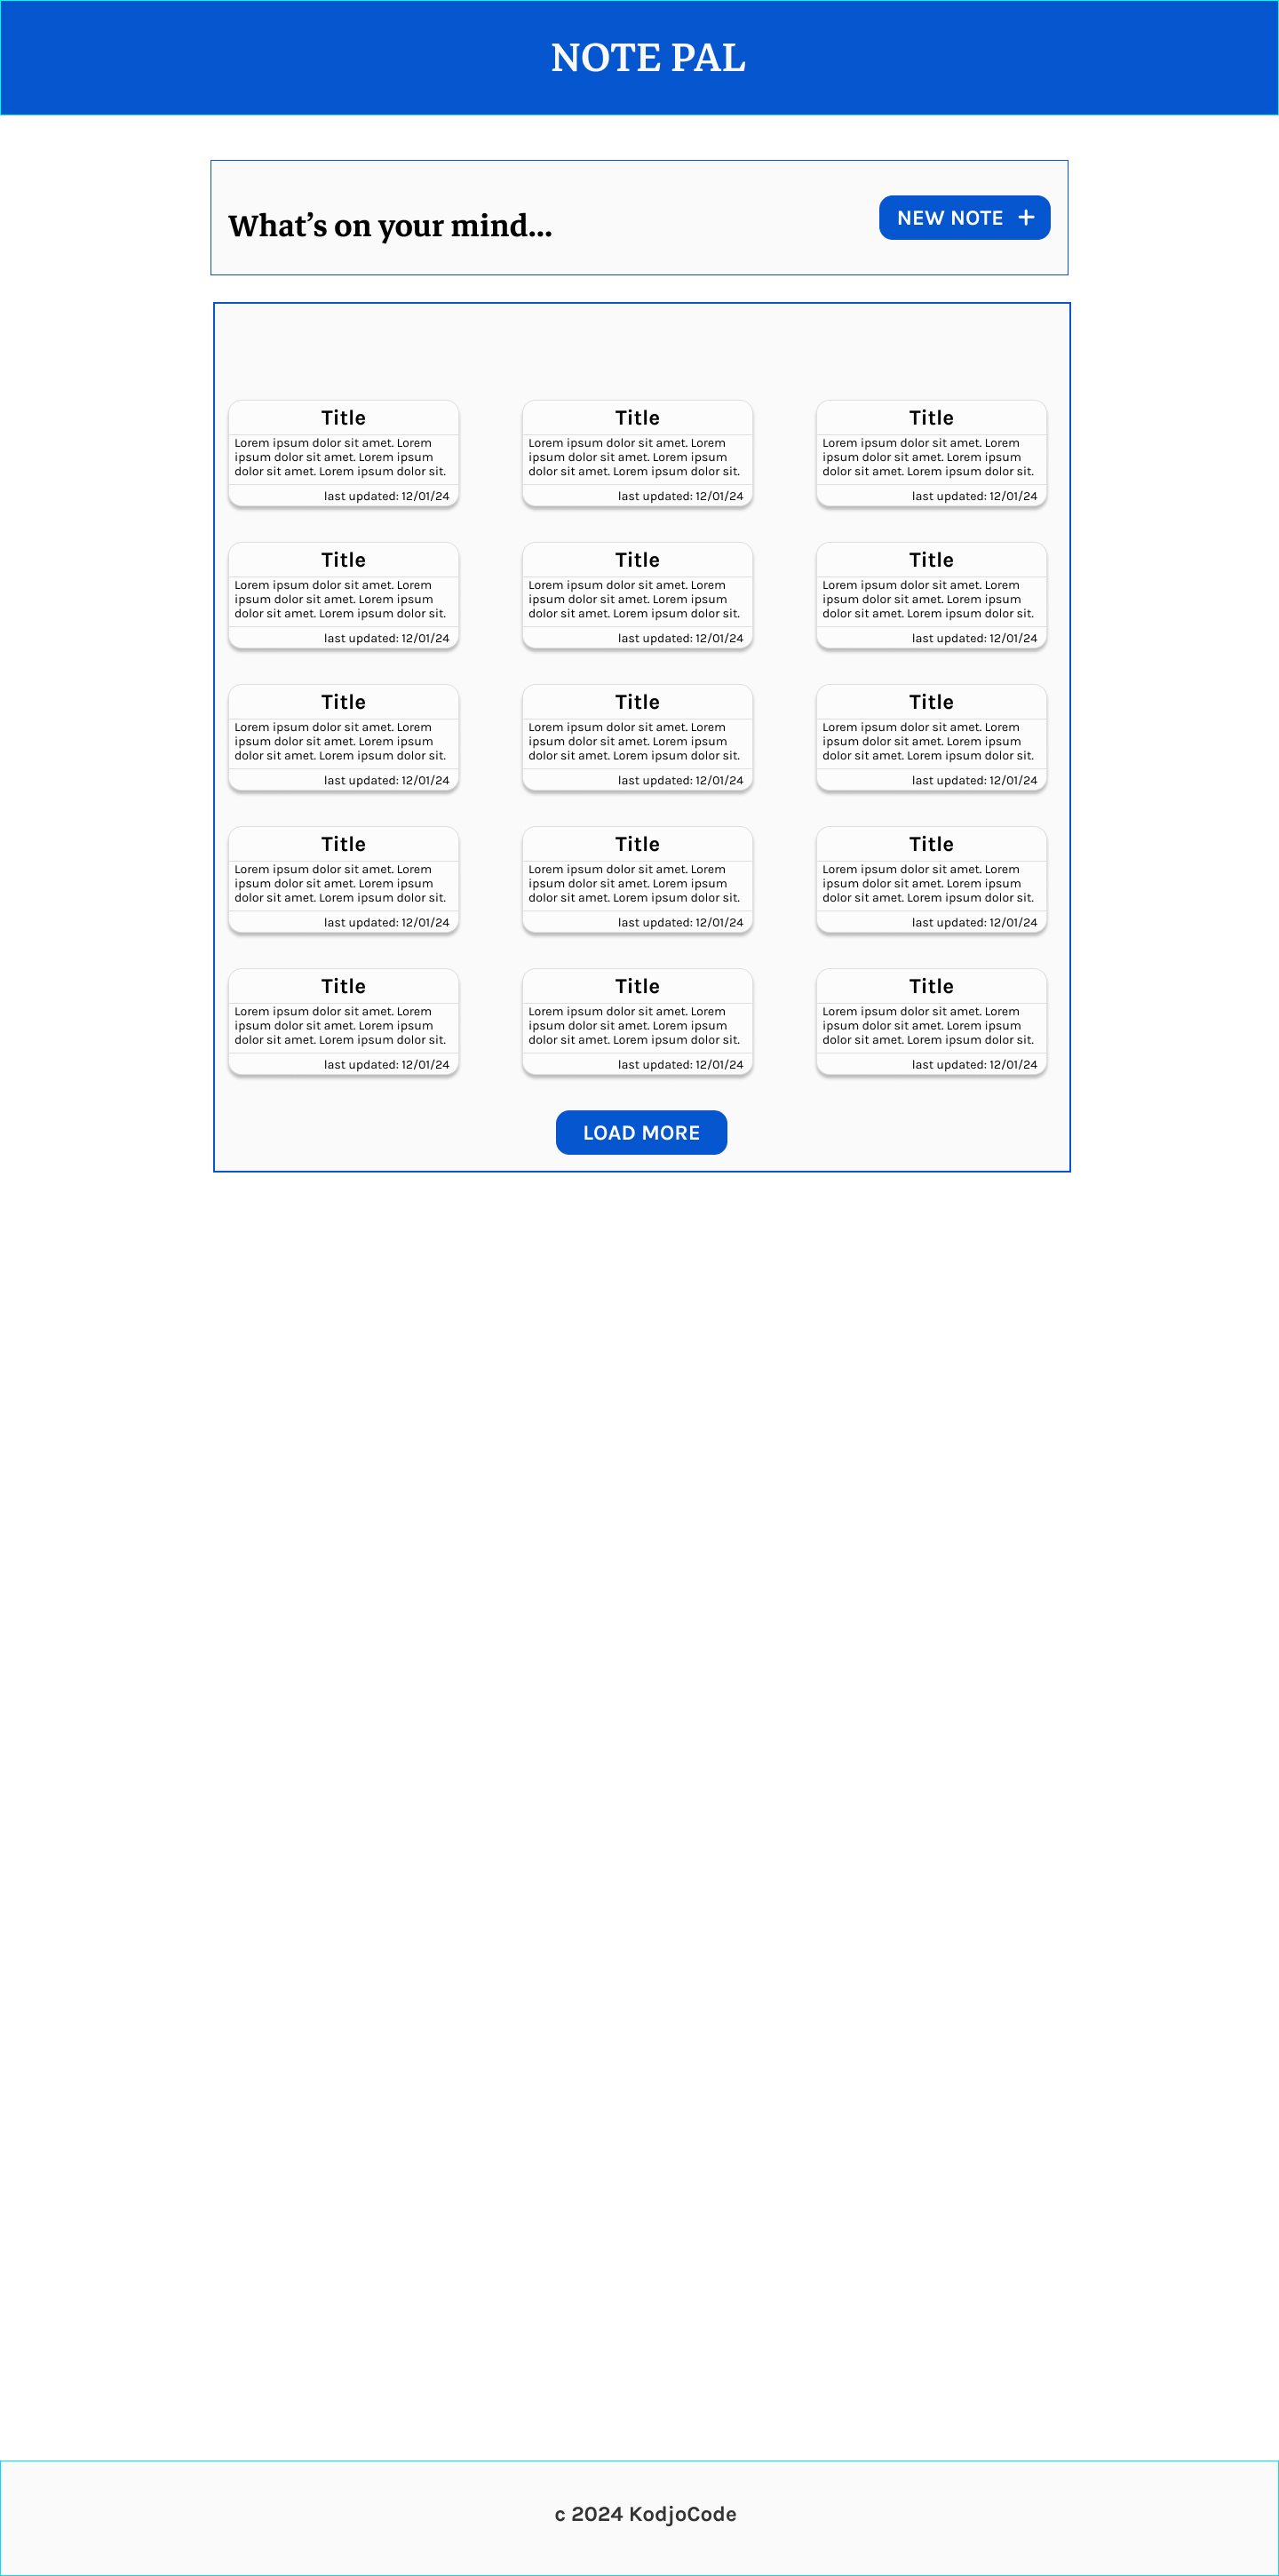 NOTE PAL
What’s on your mind...
NEW NOTE +
Title
Lorem ipsum dolor sit amet. Lorem
ipsum dolor sit amet. Lorem ipsum
dolor sit amet. Lorem ipsum dolor sit.
last updated: 12/01/24
Title
Lorem ipsum dolor sit amet. Lorem
ipsum dolor sit amet. Lorem ipsum
dolor sit amet. Lorem ipsum dolor sit.
last updated: 12/01/24
Title
Lorem ipsum dolor sit amet. Lorem
ipsum dolor sit amet. Lorem ipsum
dolor sit amet. Lorem ipsum dolor sit.
last updated: 12/01/24
Title
Lorem ipsum dolor sit amet. Lorem
ipsum dolor sit amet. Lorem ipsum
dolor sit amet. Lorem ipsum dolor sit.
last updated: 12/01/24
Title
Lorem ipsum dolor sit amet. Lorem
ipsum dolor sit amet. Lorem ipsum
dolor sit amet. Lorem ipsum dolor sit.
last updated: 12/01/24
Title
Lorem ipsum dolor sit amet. Lorem
ipsum dolor sit amet. Lorem ipsum
dolor sit amet. Lorem ipsum dolor sit.
last updated: 12/01/24
Title
Lorem ipsum dolor sit amet. Lorem
ipsum dolor sit amet. Lorem ipsum
dolor sit amet. Lorem ipsum dolor sit.
last updated: 12/01/24
Title
Lorem ipsum dolor sit amet. Lorem
ipsum dolor sit amet. Lorem ipsum
dolor sit amet. Lorem ipsum dolor sit.
last updated: 12/01/24
Title
Lorem ipsum dolor sit amet. Lorem
ipsum dolor sit amet. Lorem ipsum
dolor sit amet. Lorem ipsum dolor sit.
last updated: 12/01/24
Title
Lorem ipsum dolor sit amet. Lorem
ipsum dolor sit amet. Lorem ipsum
dolor sit amet. Lorem ipsum dolor sit.
last updated: 12/01/24
Title
Lorem ipsum dolor sit amet. Lorem
ipsum dolor sit amet. Lorem ipsum
dolor sit amet. Lorem ipsum dolor sit.
last updated: 12/01/24
Title
Lorem ipsum dolor sit amet. Lorem
ipsum dolor sit amet. Lorem ipsum
dolor sit amet. Lorem ipsum dolor sit.
last updated: 12/01/24
Title
Lorem ipsum dolor sit amet. Lorem
ipsum dolor sit amet. Lorem ipsum
dolor sit amet. Lorem ipsum dolor sit.
last updated: 12/01/24
Title
Lorem ipsum dolor sit amet. Lorem
ipsum dolor sit amet. Lorem ipsum
dolor sit amet. Lorem ipsum dolor sit.
last updated: 12/01/24
Title
Lorem ipsum dolor sit amet. Lorem
ipsum dolor sit amet. Lorem ipsum
dolor sit amet. Lorem ipsum dolor sit.
last updated: 12/01/24
LOAD MORE
c 2024 KodjoCode